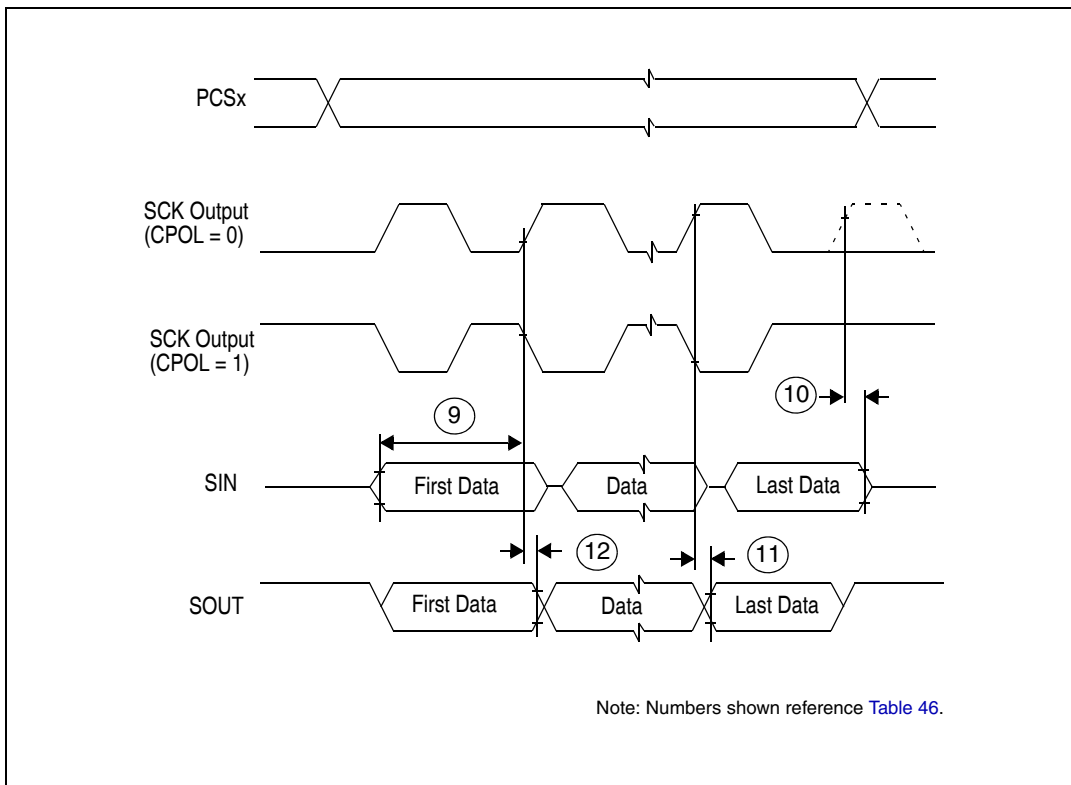 PCSx
SCK Output
(CPOL = 0)
SCK Output
(CPOL = 1)
10
9
SIN
First Data
Data
Last Data
12
11
SOUT
First Data
Data
Last Data
Note: Numbers shown reference Table 46.